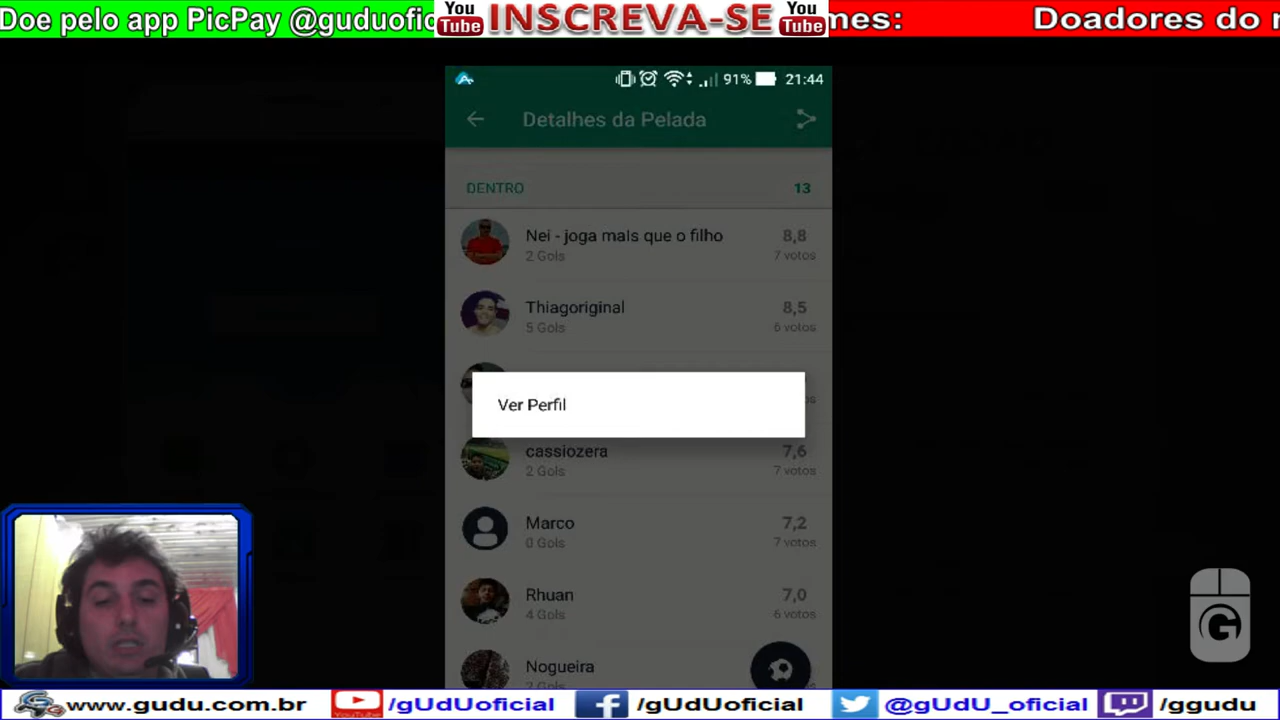 Doe pelo app PicPay @guduofic
You Tube INSCREVA-SE You Tube
mes:
Doadores do
91% 21:44
Detalhes da Pelada
DENTRO 13
Nei - joga mais que o filho 8,8
2 Gols 7 votos
Thiagoriginal 8,5
5 Gols 6 votos
Ver Perfil
os
cassiozera 7,6
2 Gols 7 votos
Marco 7,2
0 Gols 7 votos
Rhuan 7,0
4 Gols 6 votos
Nogueira
G
www.gudu.com.br YouTube /gUdUoficial /gUdUoficial @gUdU_oficial /ggudu